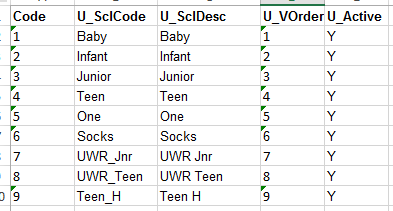 Code U_SclCode U_SclDesc U_VOrder U_Active
1 Baby Baby 1 Y
2 Infant Infant 2 Y
3 Junior Junior 3 Y
4 Teen Teen 4 Y
5 One One 5 Y
6 Socks Socks 6 Y
7 UWR_Jnr UWR Jnr 7 Y
8 UWR_Teen UWR Teen 8 Y
9 Teen_H Teen H 9 Y